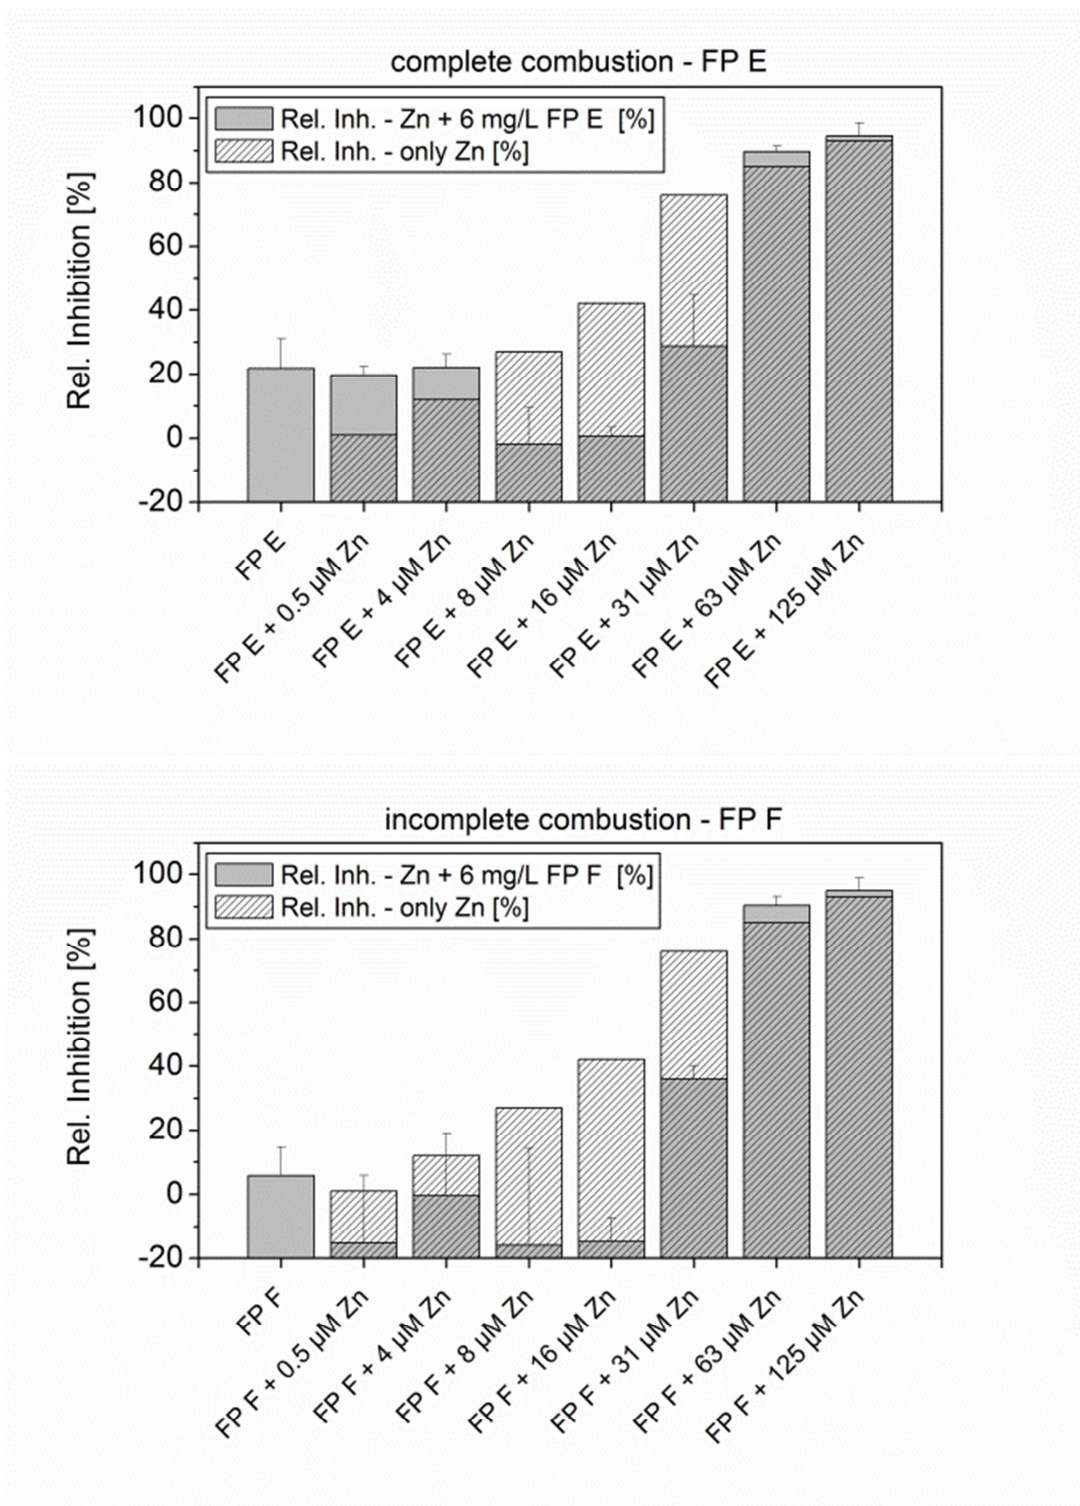 complete combustion - FP E
Rel. Inh. - Zn + 6 mg/L FP E [%]
Rel. Inh. - only Zn [%]
Rel. Inhibition [%]
100
80
60
40
20
0
-20
FP E
FP E + 0.5 µM Zn
FP E + 4 µM Zn
FP E + 8 µM Zn
FP E + 16 µM Zn
FP E + 31 µM Zn
FP E + 63 µM Zn
FP E + 125 µM Zn
incomplete combustion - FP F
Rel. Inh. - Zn + 6 mg/L FP F [%]
Rel. Inh. - only Zn [%]
Rel. Inhibition [%]
100
80
60
40
20
0
-20
FP F
FP F + 0.5 µM Zn
FP F + 4 µM Zn
FP F + 8 µM Zn
FP F + 16 µM Zn
FP F + 31 µM Zn
FP F + 63 µM Zn
FP F + 125 µM Zn